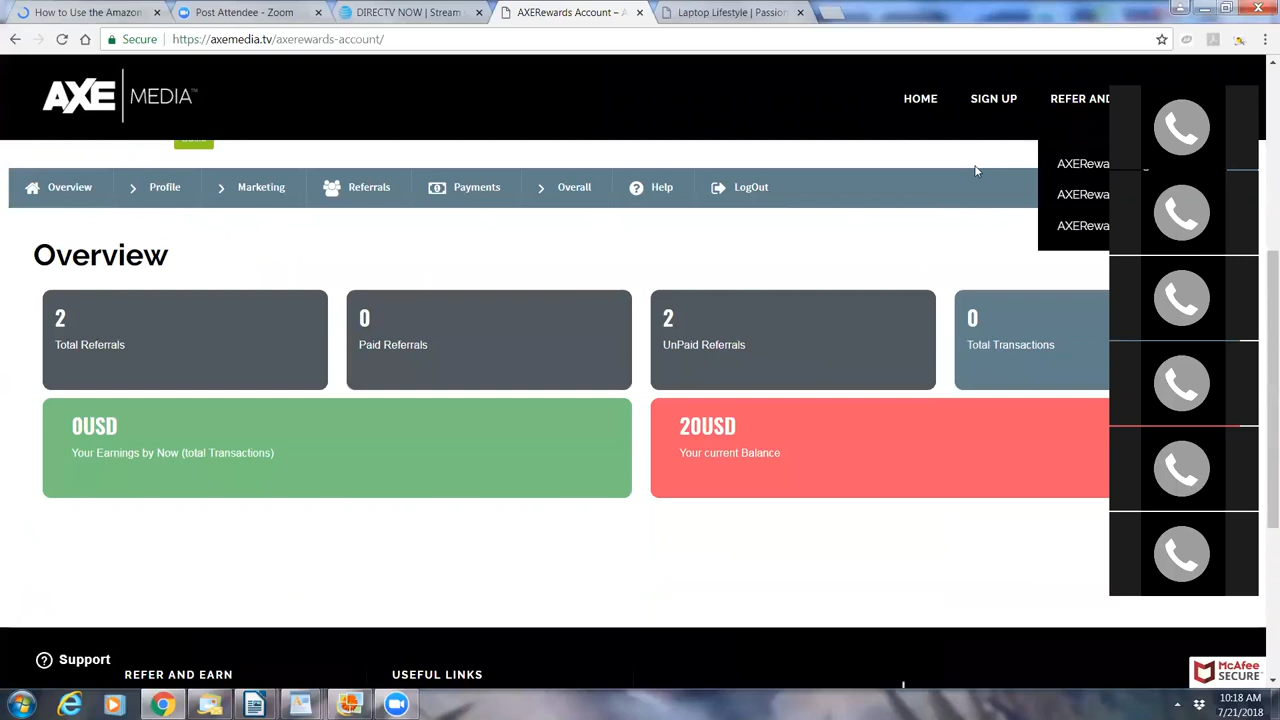 How to Use the Amazon
Post Attendee - Zoom
DIRECTV NOW | Stream
AXERewards Account – A
Laptop Lifestyle | Passion
Secure
https://axemedia.tv/axerewards-account/
AXE MEDIA™
HOME
SIGN UP
REFER AND
AXERewa
AXERewa
AXERewa
Overview
Profile
Marketing
Referrals
Payments
Overall
Help
LogOut
Overview
2
Total Referrals
0
Paid Referrals
2
UnPaid Referrals
0
Total Transactions
0USD
Your Earnings by Now (total Transactions)
20USD
Your current Balance
Support
REFER AND EARN
USEFUL LINKS
McAfee
SECURE™
10:18 AM
7/21/2018